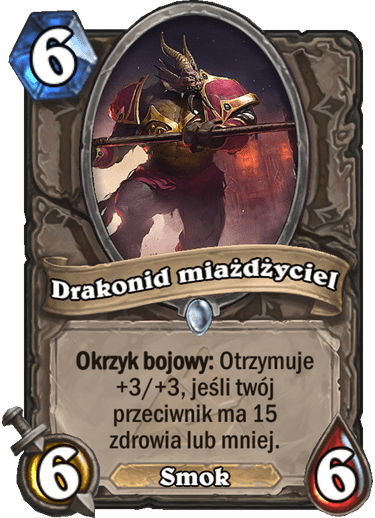 6
Drakonid miażdżyciel
Okrzyk bojowy: Otrzymuje
+3/+3, jeśli twój
przeciwnik ma 15
zdrowia lub mniej.
6
Smok
6